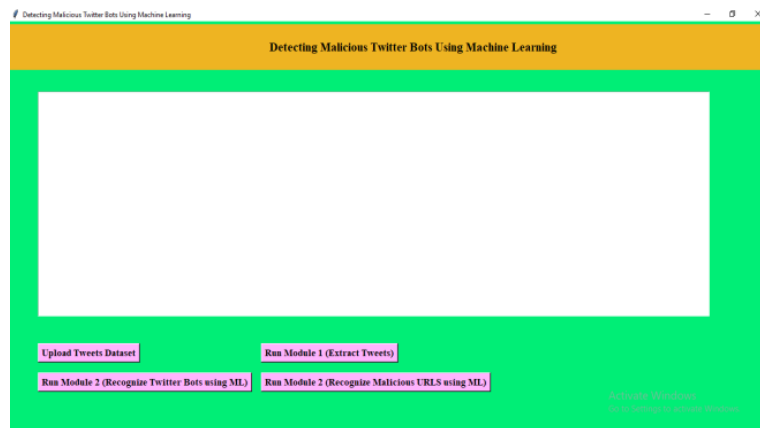 Detecting Malicious Twitter Bots Using Machine Learning
Detecting Malicious Twitter Bots Using Machine Learning
Upload Tweets Dataset
Run Module 1 (Extract Tweets)
Run Module 2 (Recognize Twitter Bots using ML)
Run Module 2 (Recognize Malicious URLS using ML)
Activate Windows